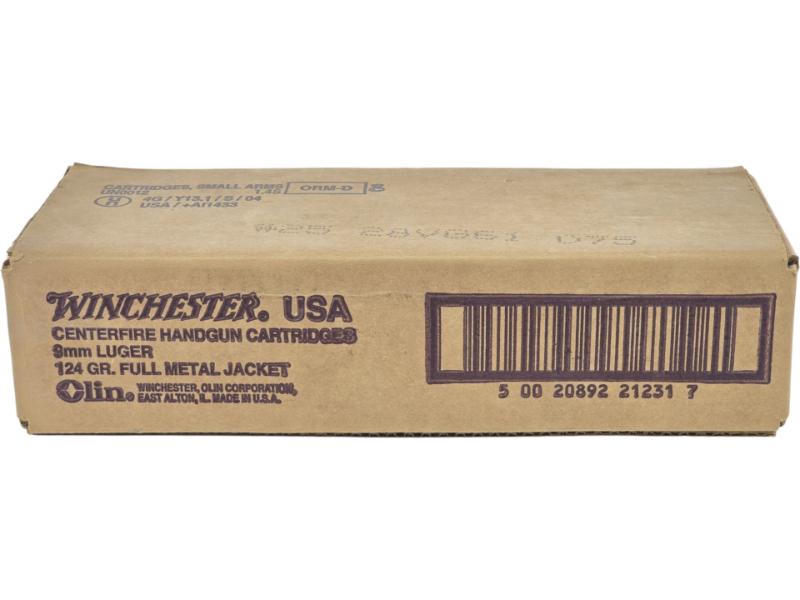 CARTRIDGES, SMALL ARMS
UN0012 1.4S ORM-D
H 4G/Y13.1/S/04
USA/+AI1433
WINCHESTER® USA
CENTERFIRE HANDGUN CARTRIDGES
9mm LUGER
124 GR. FULL METAL JACKET
Olin® WINCHESTER, OLIN CORPORATION,
EAST ALTON, IL. MADE IN U.S.A.
5 00 20892 21231 7